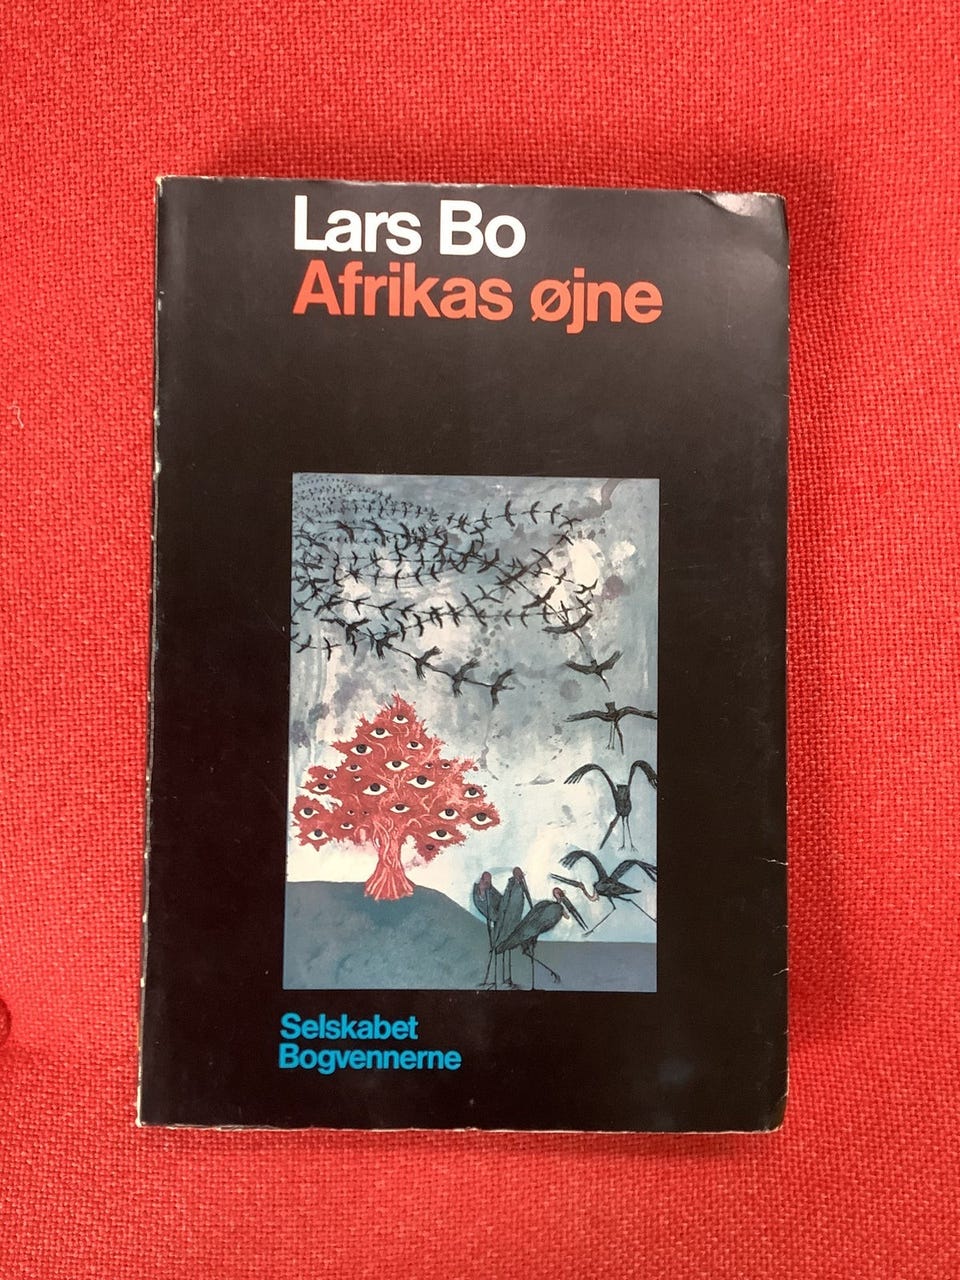 Lars Bo
Afrikas øjne
Selskabet
Bogvennerne